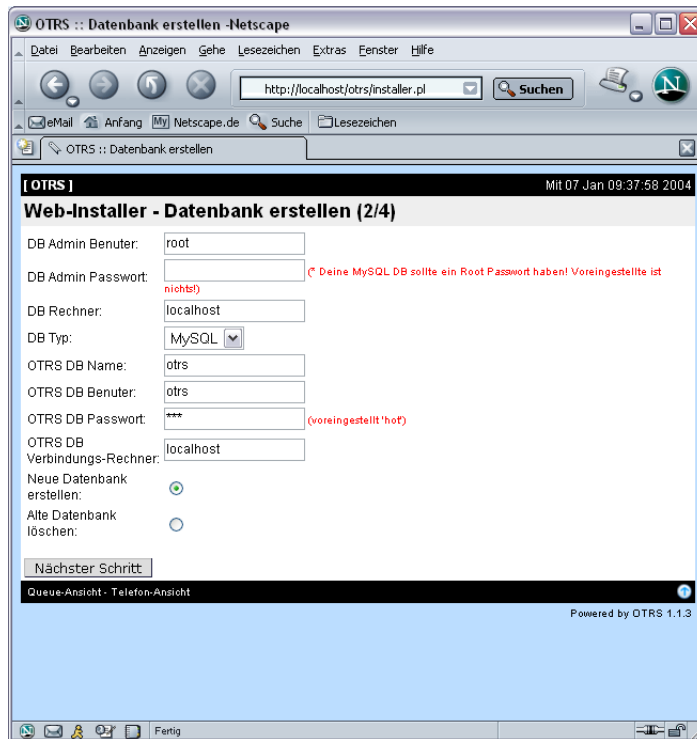 OTRS :: Datenbank erstellen -Netscape
Datei Bearbeiten Anzeigen Gehe Lesezeichen Extras Fenster Hilfe
http://localhost/otrs/installer.pl Suchen N
eMail Anfang My Netscape.de Suche Lesezeichen
OTRS :: Datenbank erstellen
[ OTRS ] Mit 07 Jan 09:37:58 2004
Web-Installer - Datenbank erstellen (2/4)
DB Admin Benuter: root
DB Admin Passwort: (* Deine MySQL DB sollte ein Root Passwort haben! Voreingestellte ist
nichts!)
DB Rechner: localhost
DB Typ: MySQL
OTRS DB Name: otrs
OTRS DB Benuter: otrs
OTRS DB Passwort: *** (voreingestellt 'hot')
OTRS DB
Verbindungs-Rechner: localhost
Neue Datenbank
erstellen:
Alte Datenbank
löschen:
Nächster Schritt
Queue-Ansicht - Telefon-Ansicht
Powered by OTRS 1.1.3
Fertig